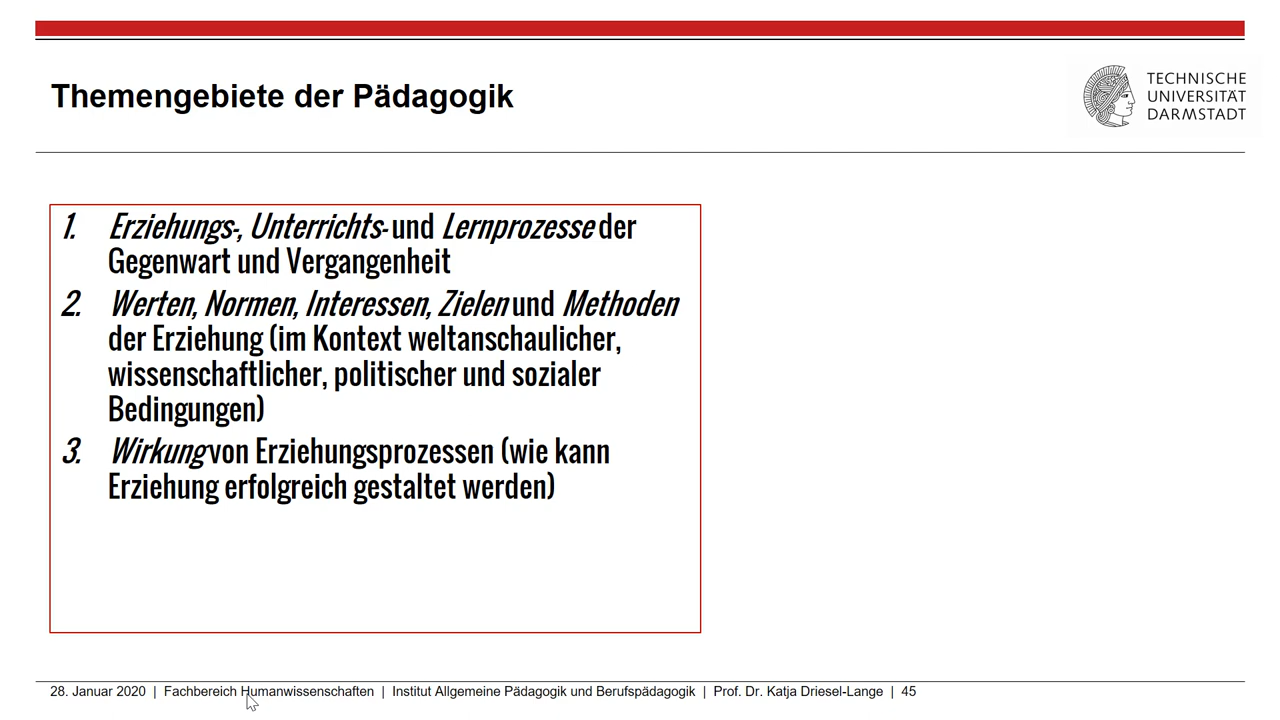 Themengebiete der Pädagogik
TECHNISCHE
UNIVERSITÄT
DARMSTADT
1. Erziehungs-, Unterrichts- und Lernprozesse der
Gegenwart und Vergangenheit
2. Werten, Normen, Interessen, Zielen und Methoden
der Erziehung (im Kontext weltanschaulicher,
wissenschaftlicher, politischer und sozialer
Bedingungen)
3. Wirkung von Erziehungsprozessen (wie kann
Erziehung erfolgreich gestaltet werden)
28. Januar 2020 | Fachbereich Humanwissenschaften | Institut Allgemeine Pädagogik und Berufspädagogik | Prof. Dr. Katja Driesel-Lange | 45